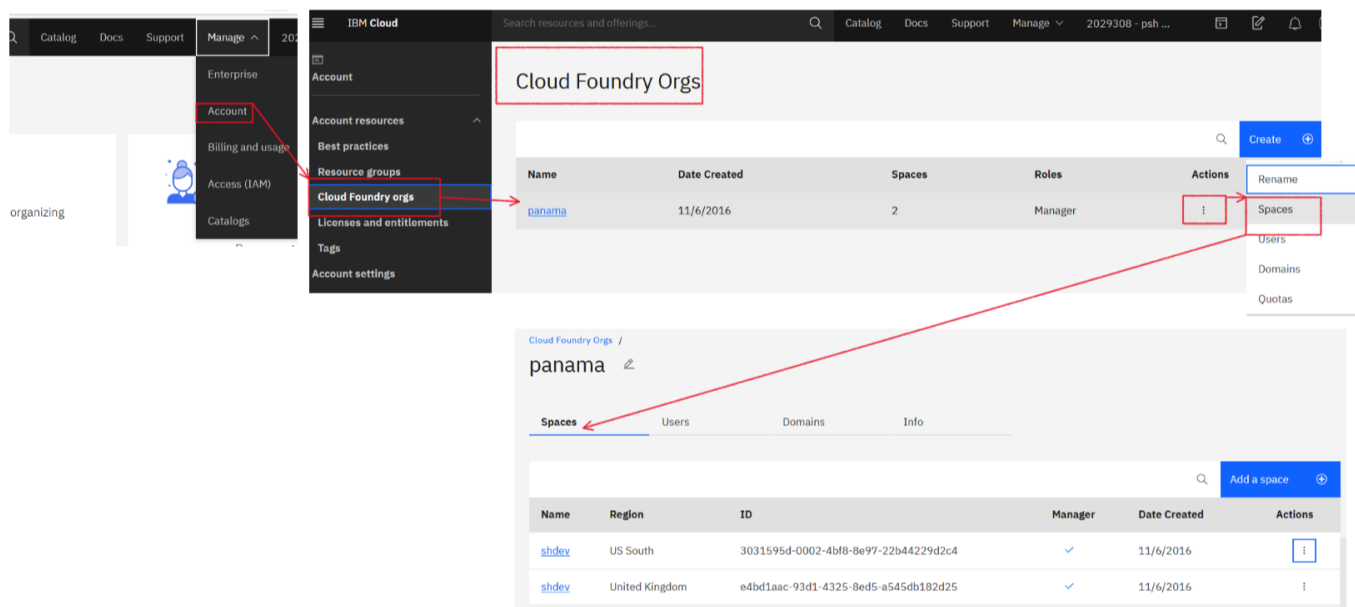 Catalog Docs Support Manage 202
Enterprise
Account
Billing and usage
Access (IAM)
Catalogs
organizing
IBM Cloud Search resources and offerings... Catalog Docs Support Manage 2029308 - psh ...
Account
Account resources
Best practices
Resource groups
Cloud Foundry orgs
Licenses and entitlements
Tags
Account settings
Cloud Foundry Orgs
Create
Name Date Created Spaces Roles Actions
panama 11/6/2016 2 Manager
Rename
Spaces
Users
Domains
Quotas
Cloud Foundry Orgs /
panama
Spaces Users Domains Info
Add a space
Name Region ID Manager Date Created Actions
shdev US South 3031595d-0002-4bf8-8e97-22b44229d2c4 11/6/2016
shdev United Kingdom e4bd1aac-93d1-4325-8ed5-a545db182d25 11/6/2016